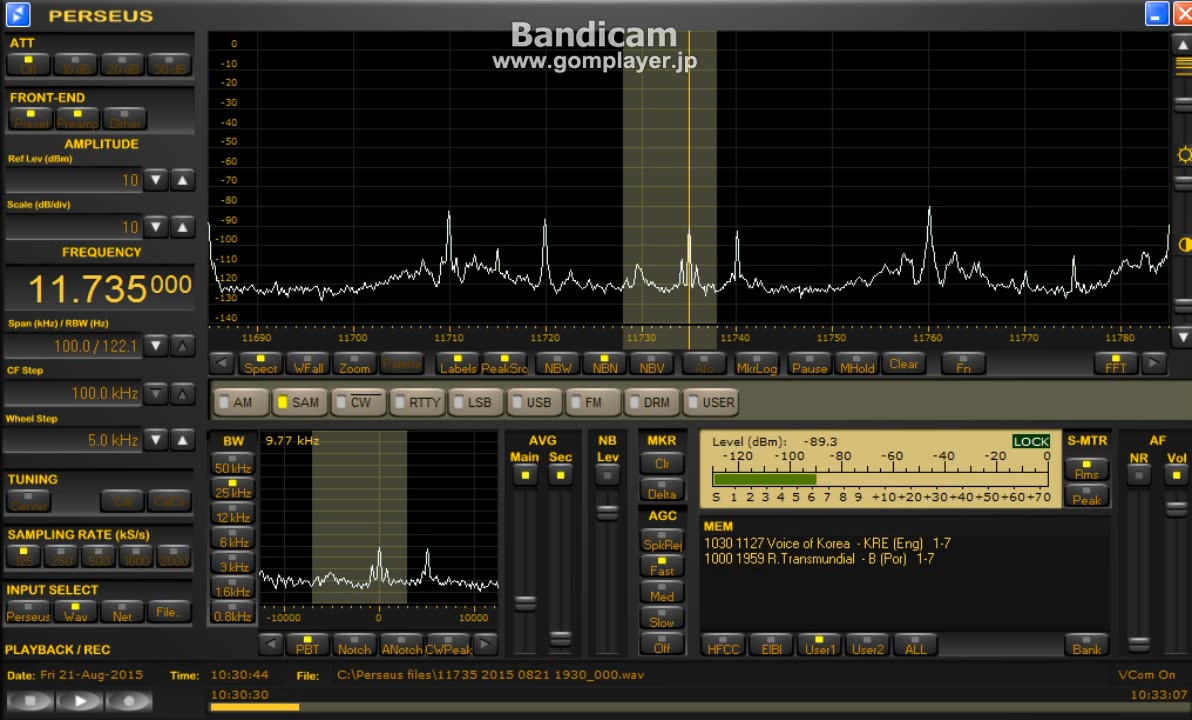 PERSEUS
Bandicam
www.gomplayer.jp
ATT
Off 10 dB 20 dB 30 dB
FRONT-END
Presel Preamp Dither
AMPLITUDE
Ref Lev (dBm)
10
Scale (dB/div)
10
FREQUENCY
11.735000
Span (kHz) / RBW (Hz)
100.0 / 122.1
CF Step
100.0 kHz
Wheel Step
5.0 kHz
TUNING
Center
SAMPLING RATE (kS/s)
125 250 500 1000 2000
INPUT SELECT
Perseus Wav Net File..
PLAYBACK / REC
0
-10
-20
-30
-40
-50
-60
-70
-80
-90
-100
-110
-120
-130
-140
11690 11700 11710 11720 11730 11740 11750 11760 11770 11780
Spect WFall Zoom Palette Labels PeakSrc NBW NBN NBV Afc MkrLog Pause MHold Clear Fn FFT
AM SAM CW RTTY LSB USB FM DRM USER
BW
50 kHz
25 kHz
12 kHz
6 kHz
3 kHz
1.6kHz
0.8kHz
9.77 kHz
-10000 0 10000
PBT Notch ANotch CWPeak
AVG
Main Sec
NB
Lev
MKR
Clr
Delta
AGC
SpkRej
Fast
Med
Slow
Off
Level (dBm): -89.3 LOCK
-120 -100 -80 -60 -40 -20 0
S 1 2 3 4 5 6 7 8 9 +10+20+30+40+50+60+70
S-MTR
Rms
Peak
AF
NR Vol
MEM
1030 1127 Voice of Korea - KRE (Eng) 1-7
1000 1959 R.Transmundial - B (Por) 1-7
HFCC EIBI User1 User2 ALL Bank
Date: Fri 21-Aug-2015 Time: 10:30:44 File: C:\Perseus files\11735 2015 0821 1930_000.wav VCom On
10:30:30 10:33:07